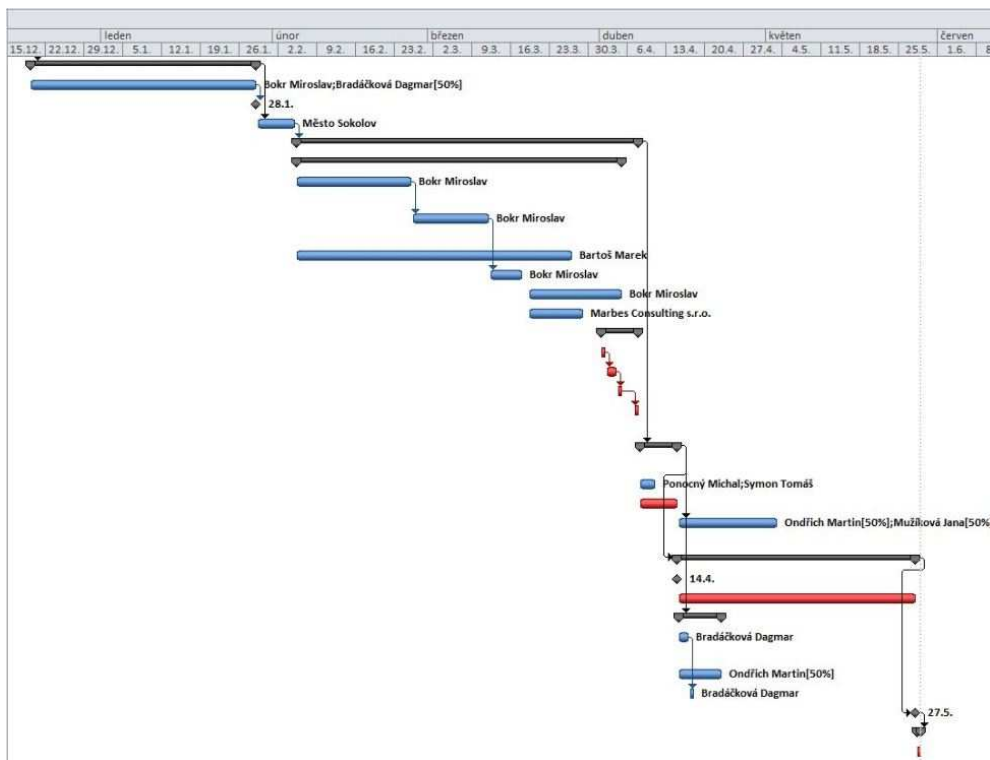 leden únor březen duben květen červen
15.12. 22.12. 29.12. 5.1. 12.1. 19.1. 26.1. 2.2. 9.2. 16.2. 23.2. 2.3. 9.3. 16.3. 23.3. 30.3. 6.4. 13.4. 20.4. 27.4. 4.5. 11.5. 18.5. 25.5. 1.6. 8
Bokr Miroslav;Bradáčková Dagmar[50%]
28.1.
Město Sokolov
Bokr Miroslav
Bokr Miroslav
Bartoš Marek
Bokr Miroslav
Bokr Miroslav
Marbes Consulting s.r.o.
Ponocný Michal;Symon Tomáš
Ondřich Martin[50%];Mužíková Jana[50%
14.4.
Bradáčková Dagmar
Ondřich Martin[50%]
Bradáčková Dagmar
27.5.